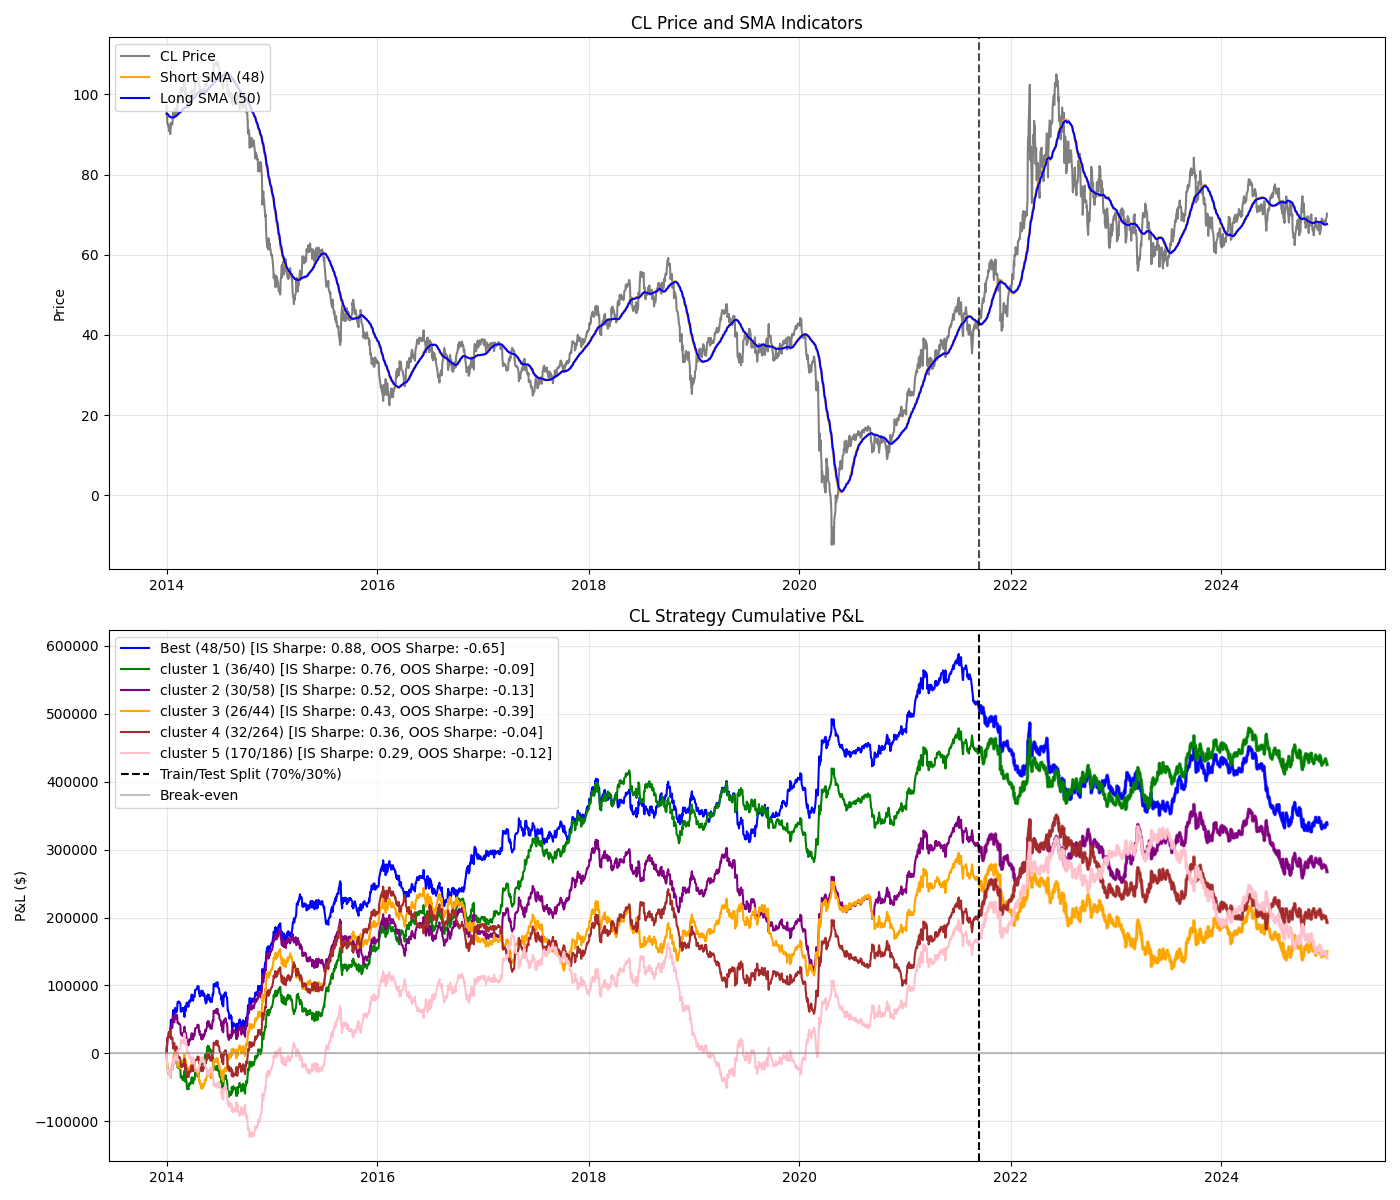 CL Price and SMA Indicators
CL Price
Short SMA (48)
Long SMA (50)
Price
100
80
60
40
20
0
2014 2016 2018 2020 2022 2024
CL Strategy Cumulative P&L
Best (48/50) [IS Sharpe: 0.88, OOS Sharpe: -0.65]
cluster 1 (36/40) [IS Sharpe: 0.76, OOS Sharpe: -0.09]
cluster 2 (30/58) [IS Sharpe: 0.52, OOS Sharpe: -0.13]
cluster 3 (26/44) [IS Sharpe: 0.43, OOS Sharpe: -0.39]
cluster 4 (32/264) [IS Sharpe: 0.36, OOS Sharpe: -0.04]
cluster 5 (170/186) [IS Sharpe: 0.29, OOS Sharpe: -0.12]
Train/Test Split (70%/30%)
Break-even
P&L ($)
600000
500000
400000
300000
200000
100000
0
−100000
2014 2016 2018 2020 2022 2024